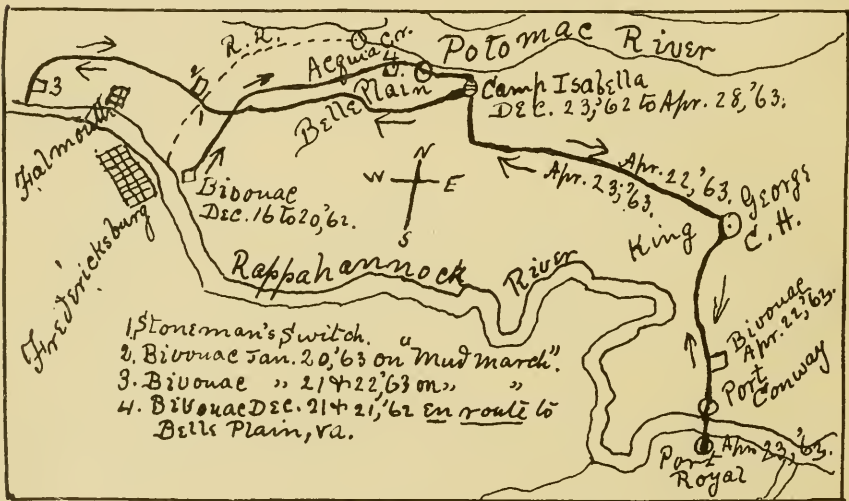 Potomac River
R. R.
Acquia Cr.
4
Belle Plain
Camp Isabella
Dec. 23,'62 to Apr. 28,'63.
3
2
1
Falmouth
Fredericksburg
Bivouac
Dec. 16 to 20,'62.
N
W E
S
Apr. 22,'63.
Apr. 23,'63.
King George
C. H.
Rappahannock River
Bivouac
Apr. 22,'63.
Port
Conway
Port
Royal
Apr. 23,'63.
1, Stoneman's Switch.
2. Bivouac Jan. 20,'63 on "Mud march".
3. Bivouac " 21 & 22,'63 on " "
4. Bivouac Dec. 21 & 21,'62 En route to
Belle Plain, Va.